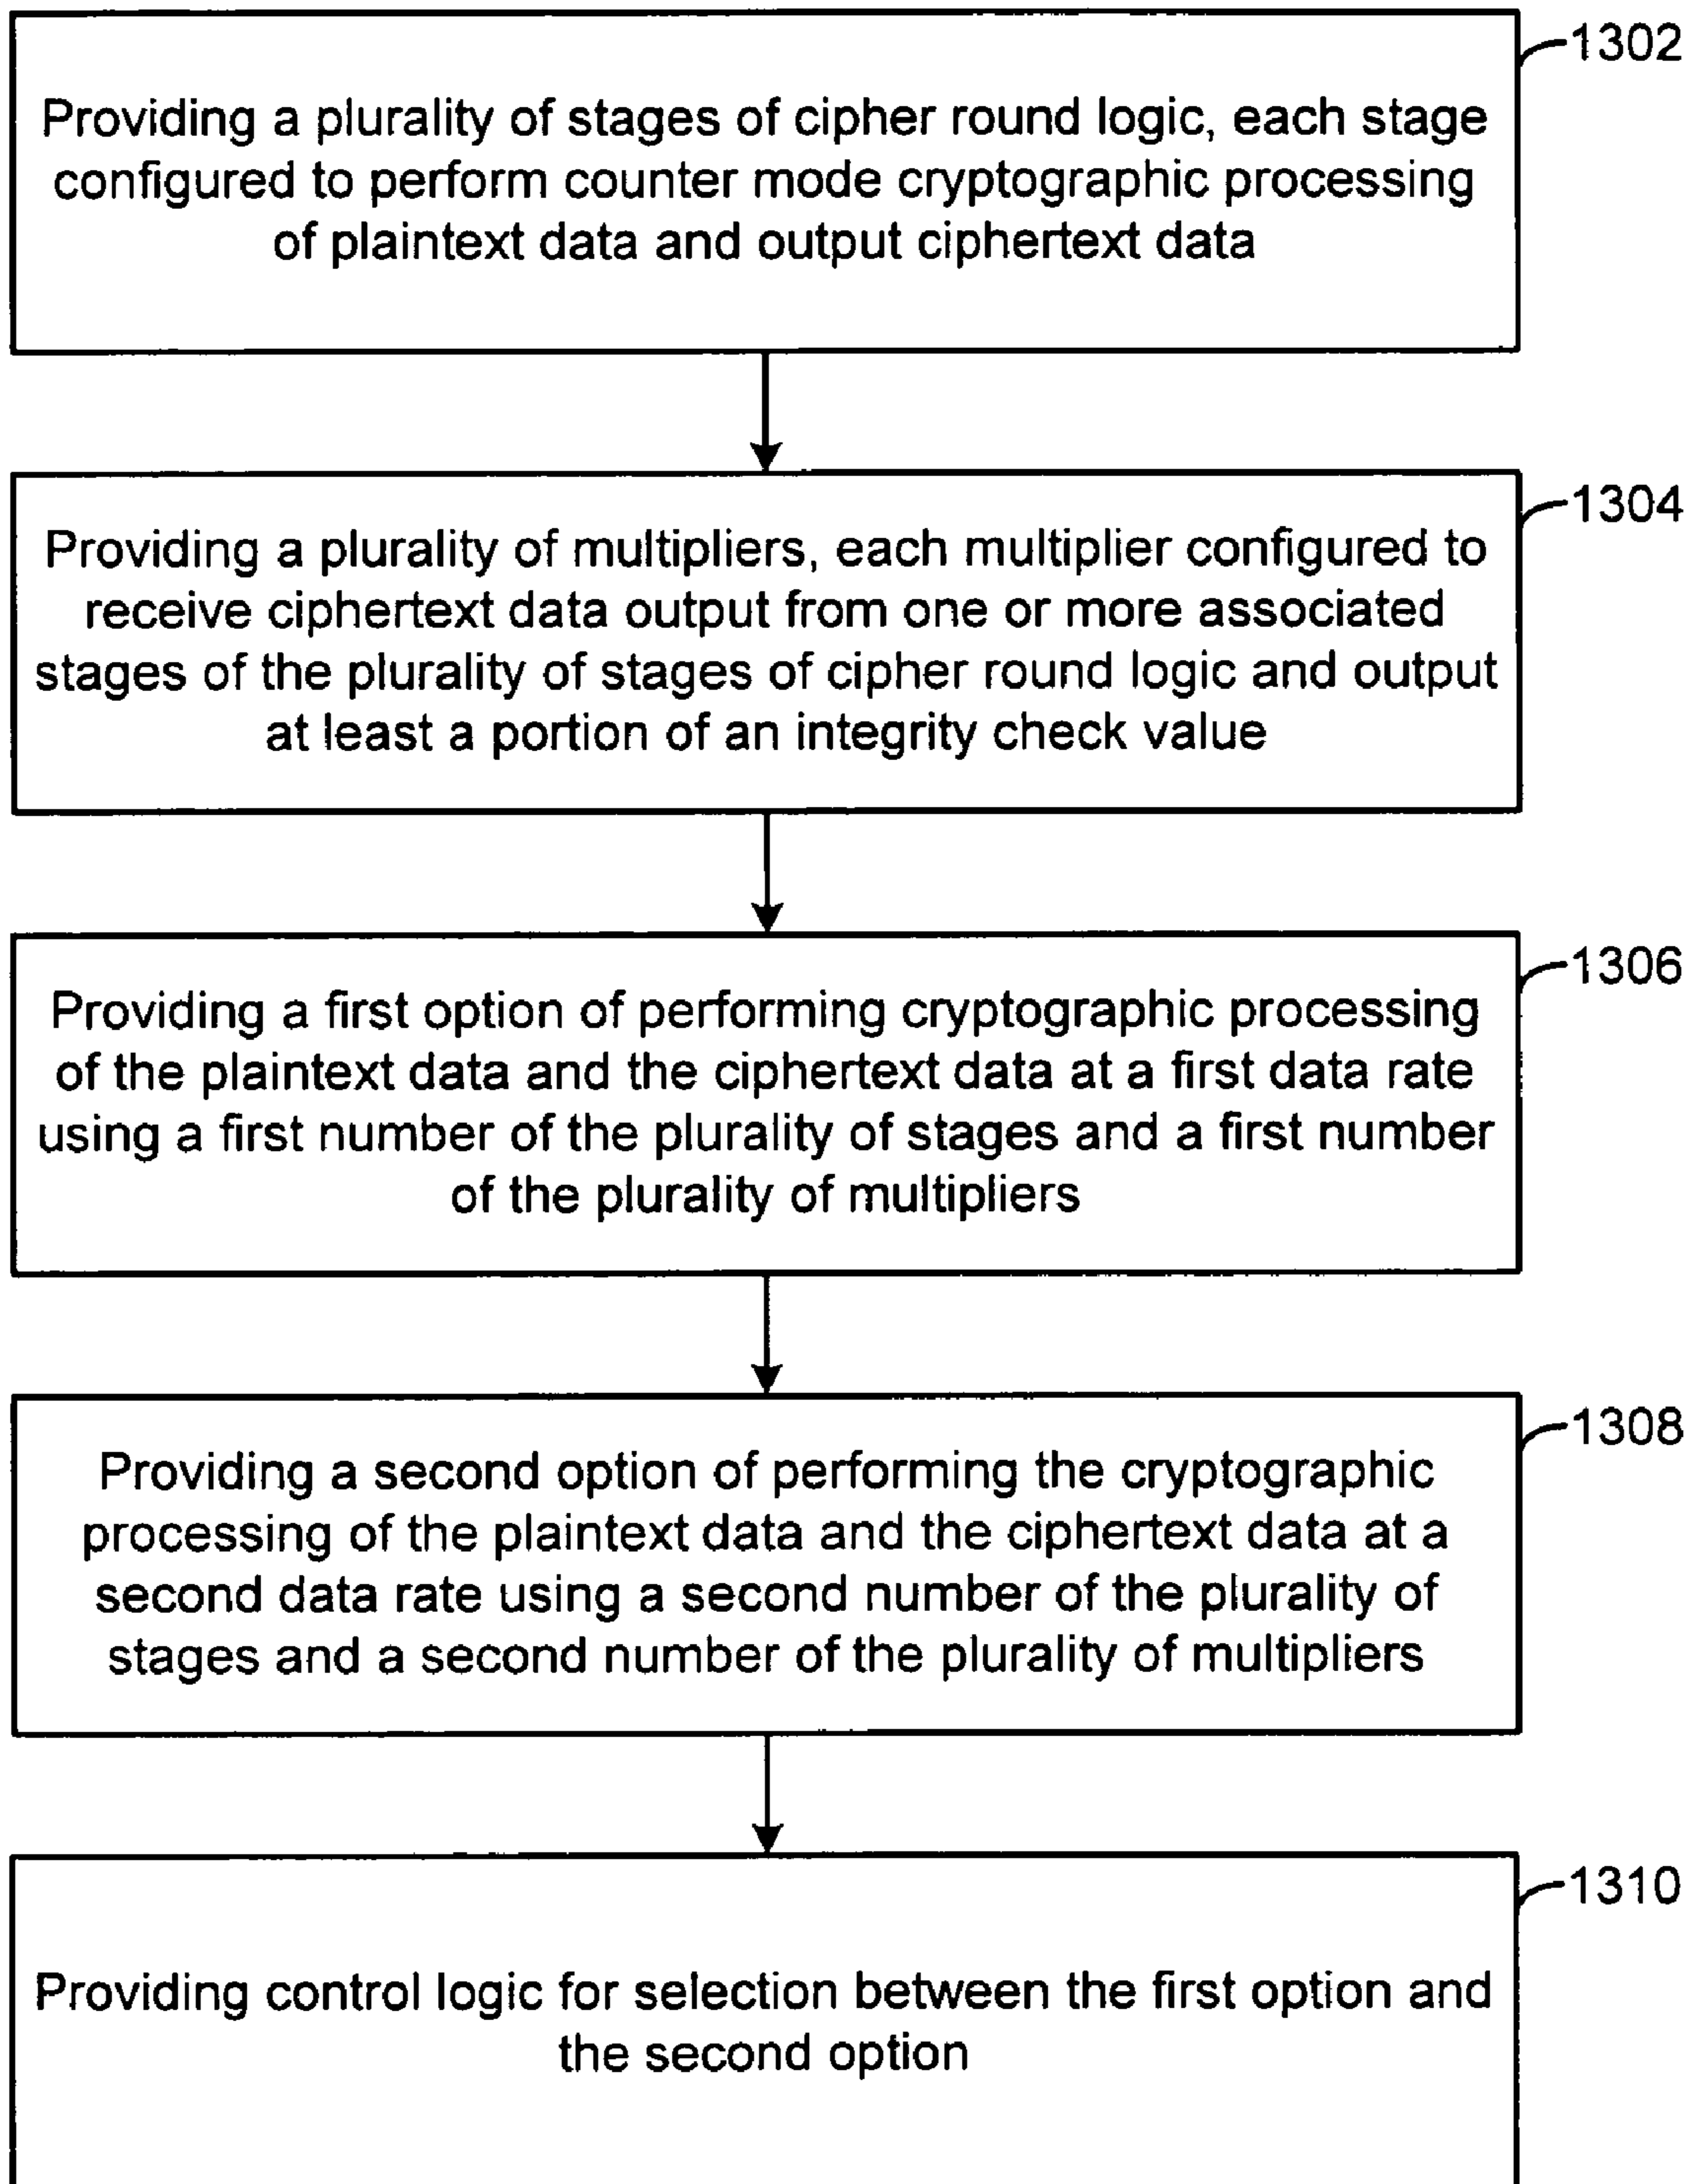 1302
Providing a plurality of stages of cipher round logic, each stage
configured to perform counter mode cryptographic processing
of plaintext data and output ciphertext data
1304
Providing a plurality of multipliers, each multiplier configured to
receive ciphertext data output from one or more associated
stages of the plurality of stages of cipher round logic and output
at least a portion of an integrity check value
1306
Providing a first option of performing cryptographic processing
of the plaintext data and the ciphertext data at a first data rate
using a first number of the plurality of stages and a first number
of the plurality of multipliers
1308
Providing a second option of performing the cryptographic
processing of the plaintext data and the ciphertext data at a
second data rate using a second number of the plurality of
stages and a second number of the plurality of multipliers
1310
Providing control logic for selection between the first option and
the second option